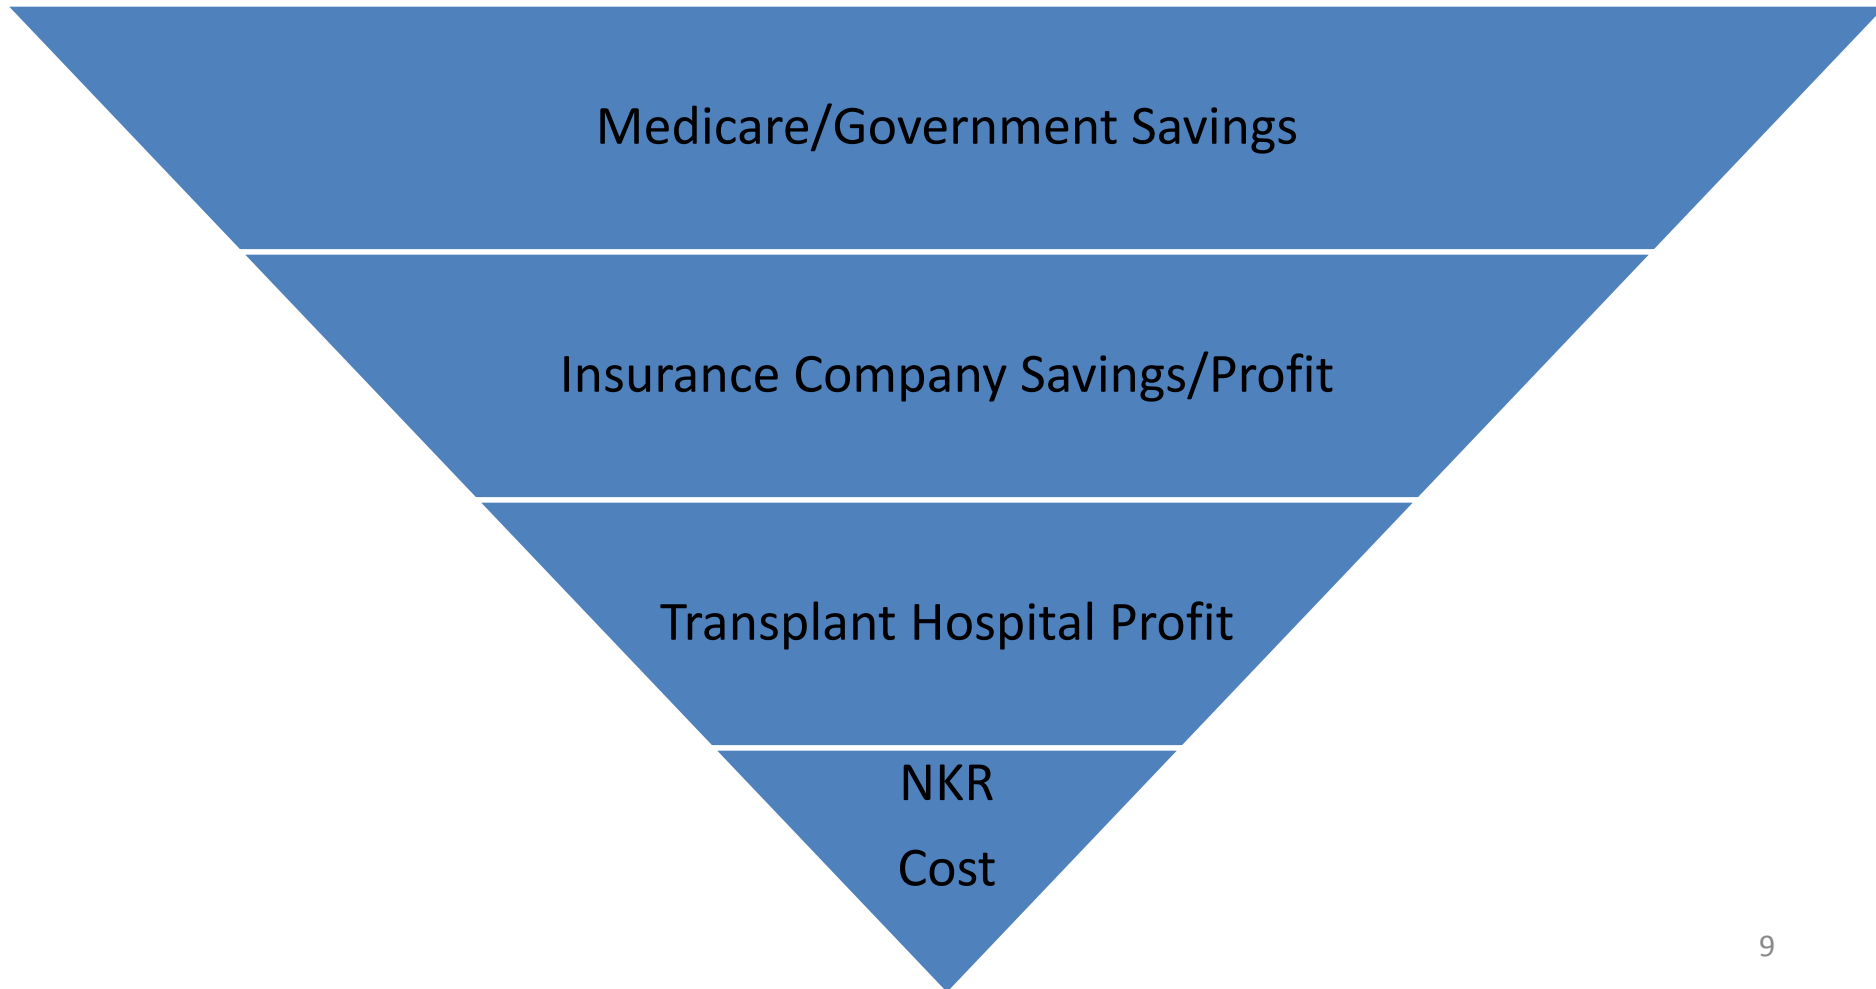 Medicare/Government Savings
Insurance Company Savings/Profit
Transplant Hospital Profit
NKR
Cost
9